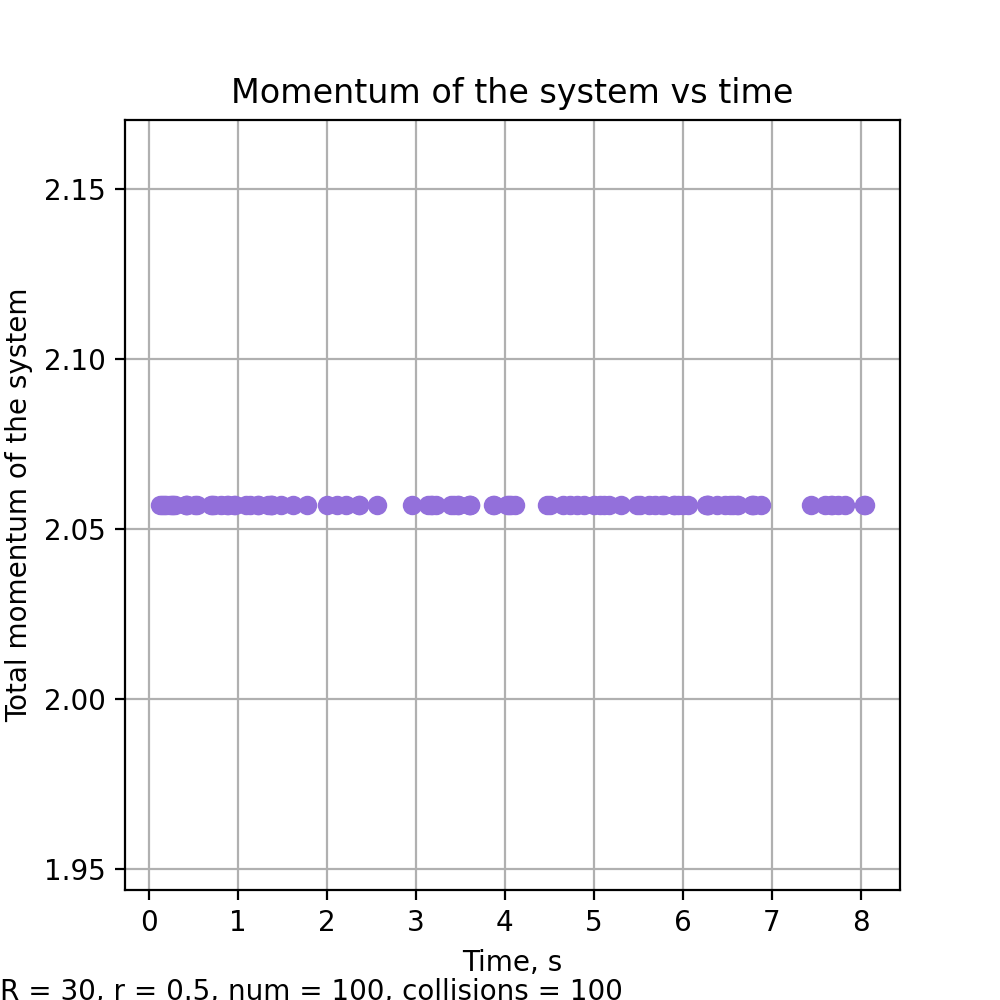 Momentum of the system vs time
Total momentum of the system
2.15
2.10
2.05
2.00
1.95
0 1 2 3 4 5 6 7 8
Time, s
R = 30, r = 0.5, num = 100, collisions = 100